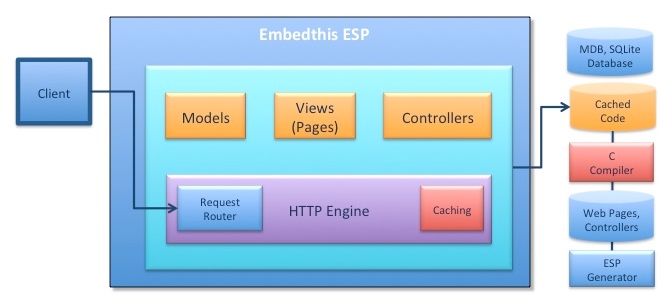 Embedthis ESP
Client
Models
Views
(Pages)
Controllers
Request
Router
HTTP Engine
Caching
MDB, SQLite
Database
Cached
Code
C
Compiler
Web Pages,
Controllers
ESP
Generator